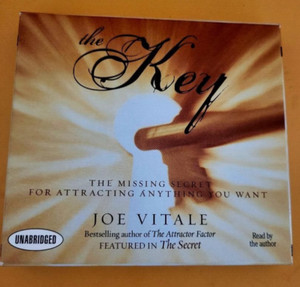 the
Key
THE MISSING SECRET
FOR ATTRACTING ANYTHING YOU WANT
JOE VITALE
Bestselling author of The Attractor Factor
FEATURED IN The Secret
UNABRIDGED
Read by
the author